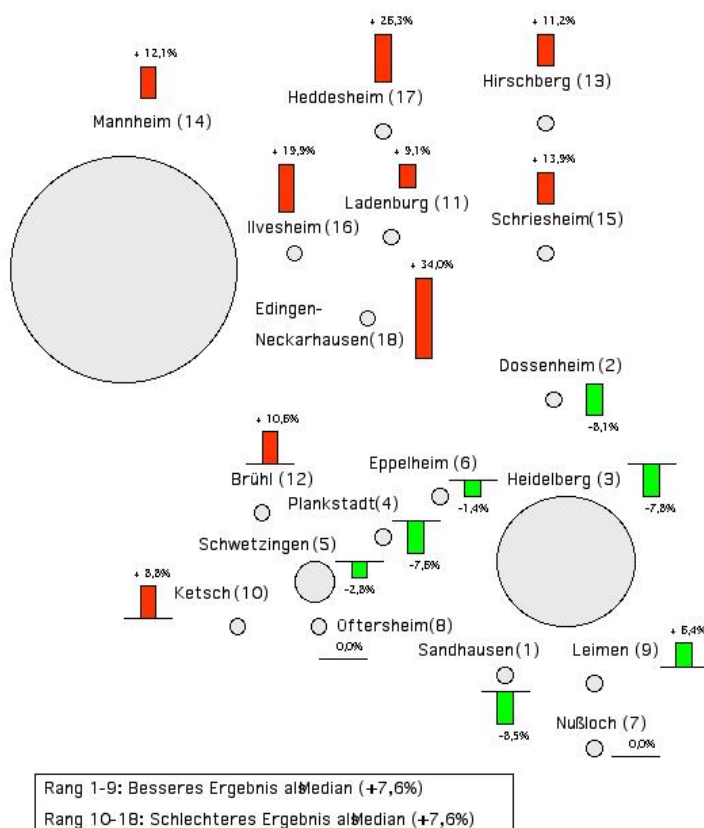 + 26,3%
+ 11,2%
+ 12,1%
Hirschberg (13)
Heddesheim (17)
Mannheim (14)
+ 19,9%
+ 9,1%
+ 13,9%
Ladenburg (11)
Schriesheim(15)
Ilvesheim (16)
+ 34,0%
Edingen-
Neckarhausen(18)
Dossenheim (2)
-8,1%
+ 10,6%
Eppelheim (6)
Brühl (12)
Heidelberg (3)
-1,4%
-7,8%
Plankstadt(4)
Schwetzingen (5)
-7,6%
+ 8,8%
-2,8%
Ketsch (10)
Oftersheim(8)
0,0%
+ 6,4%
Sandhausen(1)
Leimen (9)
-8,5%
Nußloch (7)
0,0%
Rang 1-9: Besseres Ergebnis als Median (+7,6%)
Rang 10-18: Schlechteres Ergebnis als Median (+7,6%)